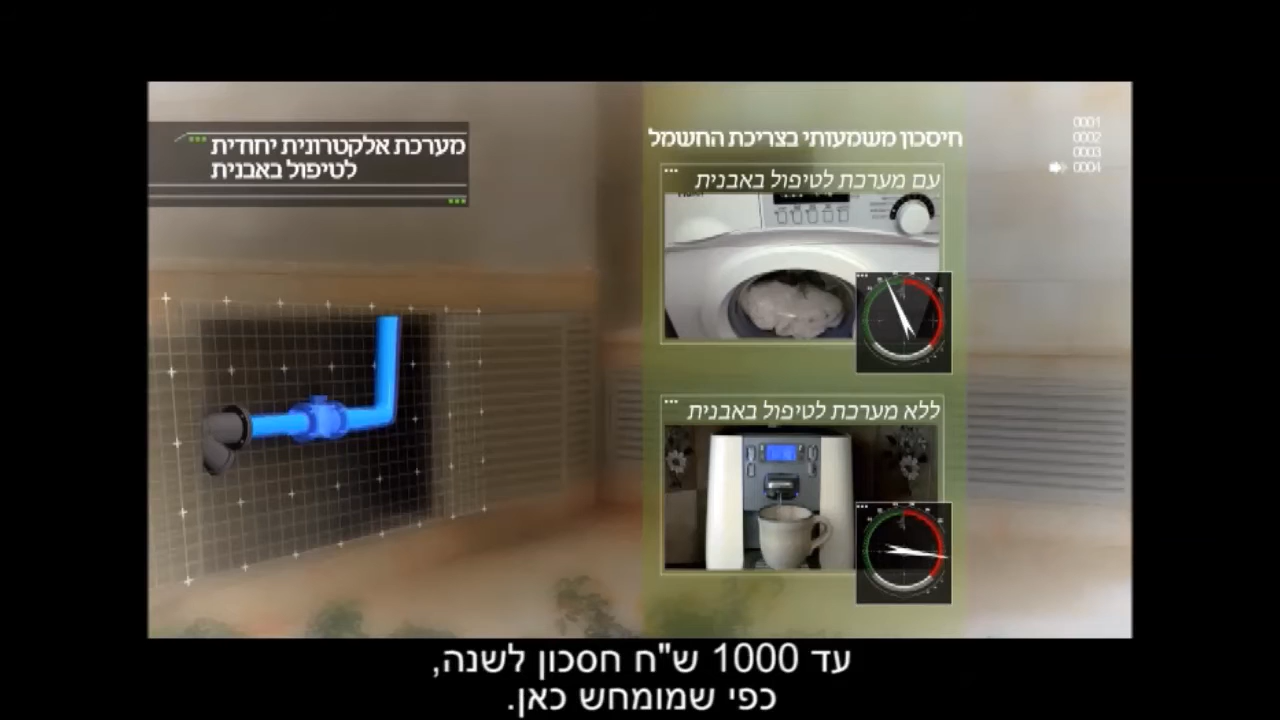 מערכת אלקטרונית יחודית
לטיפול באבנית
חיסכון משמעותי בצריכת החשמל
עם מערכת לטיפול באבנית
ללא מערכת לטיפול באבנית
0001
0002
0003
0004
עד 1000 ש"ח חסכון לשנה,
כפי שמומחש כאן.